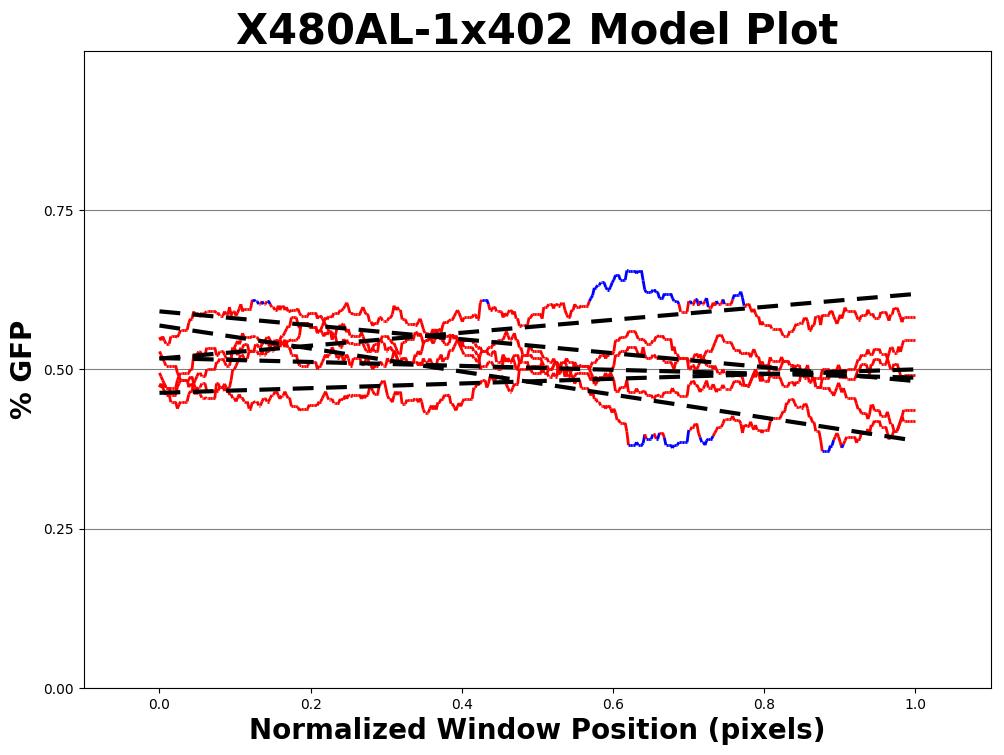 X480AL-1x402 Model Plot
% GFP
0.75
0.50
0.25
0.00
0.0 0.2 0.4 0.6 0.8 1.0
Normalized Window Position (pixels)